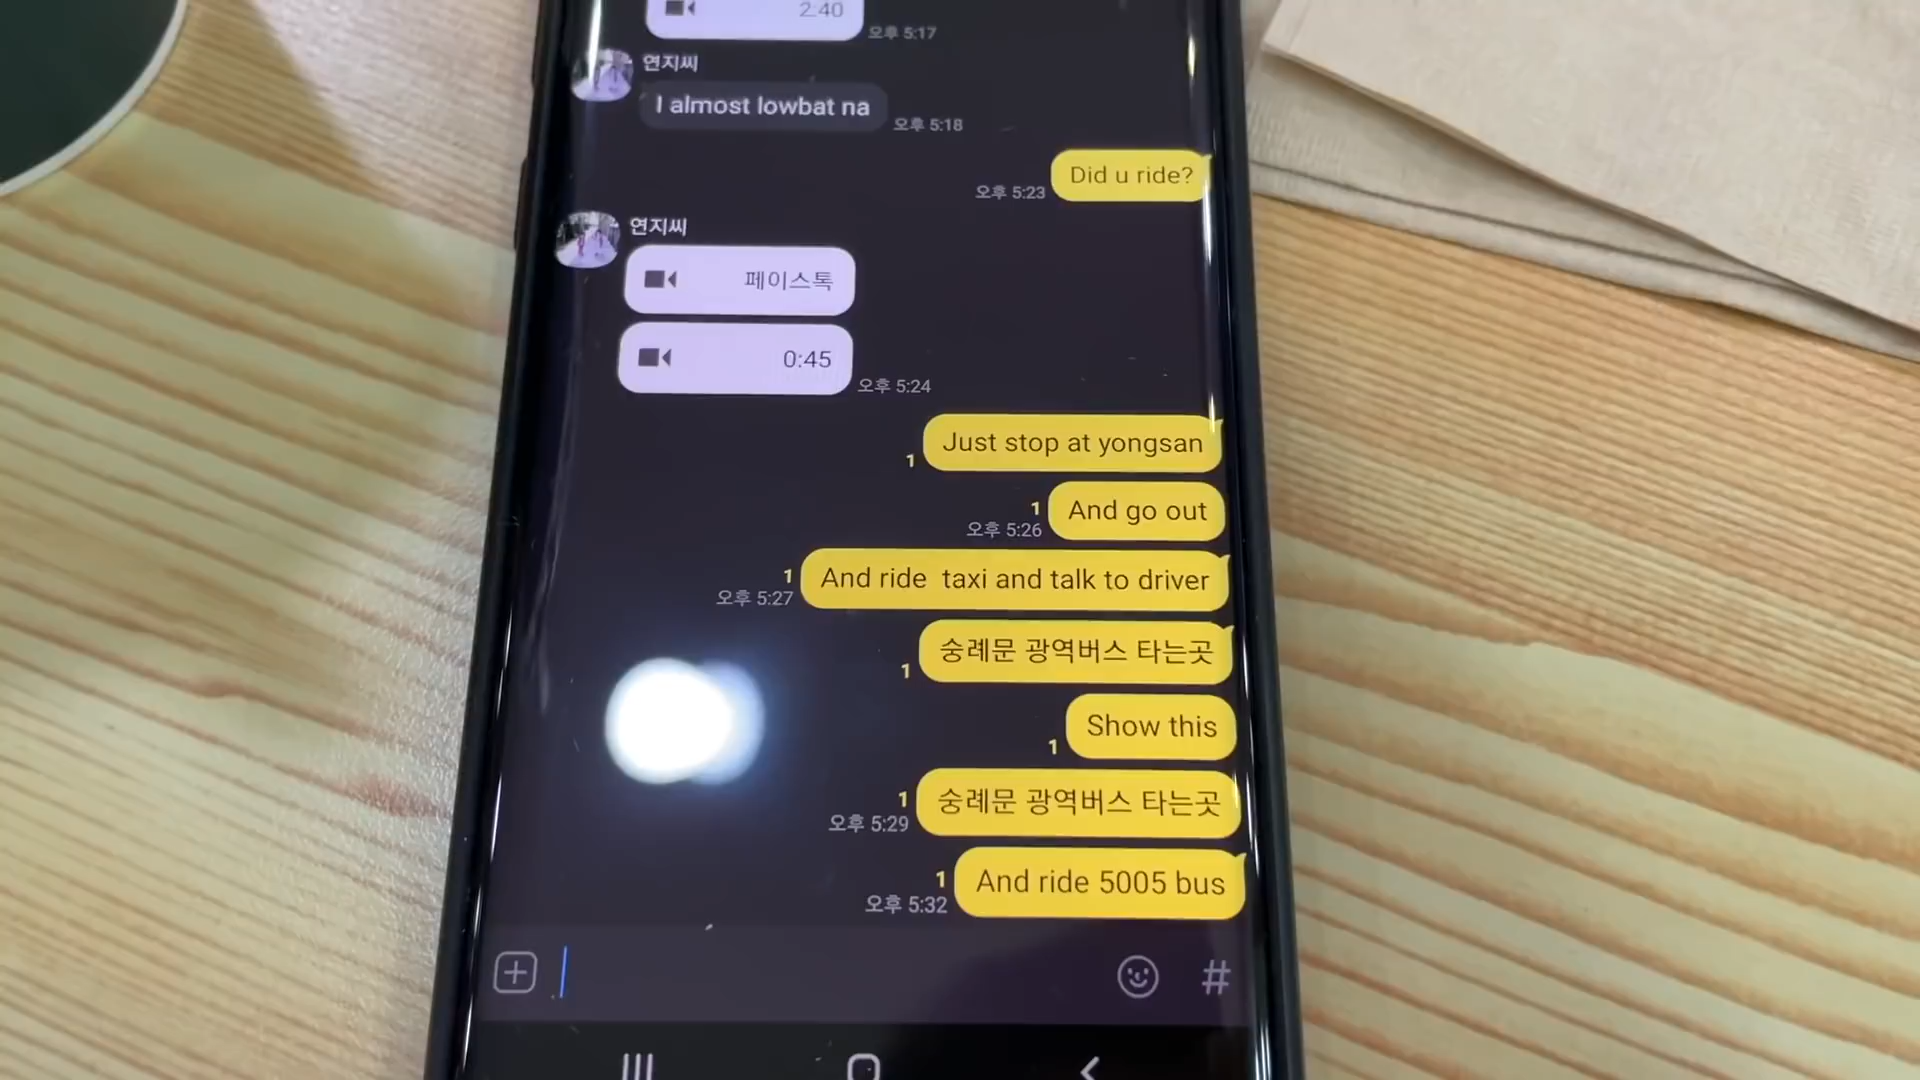 2:40
오후 5:17
연지씨
I almost lowbat na
오후 5:18
Did u ride?
오후 5:23
연지씨
페이스톡
0:45
오후 5:24
Just stop at yongsan
1
And go out
1
오후 5:26
And ride taxi and talk to driver
1
오후 5:27
숭례문 광역버스 타는곳
1
Show this
1
숭례문 광역버스 타는곳
1
오후 5:29
And ride 5005 bus
1
오후 5:32
#